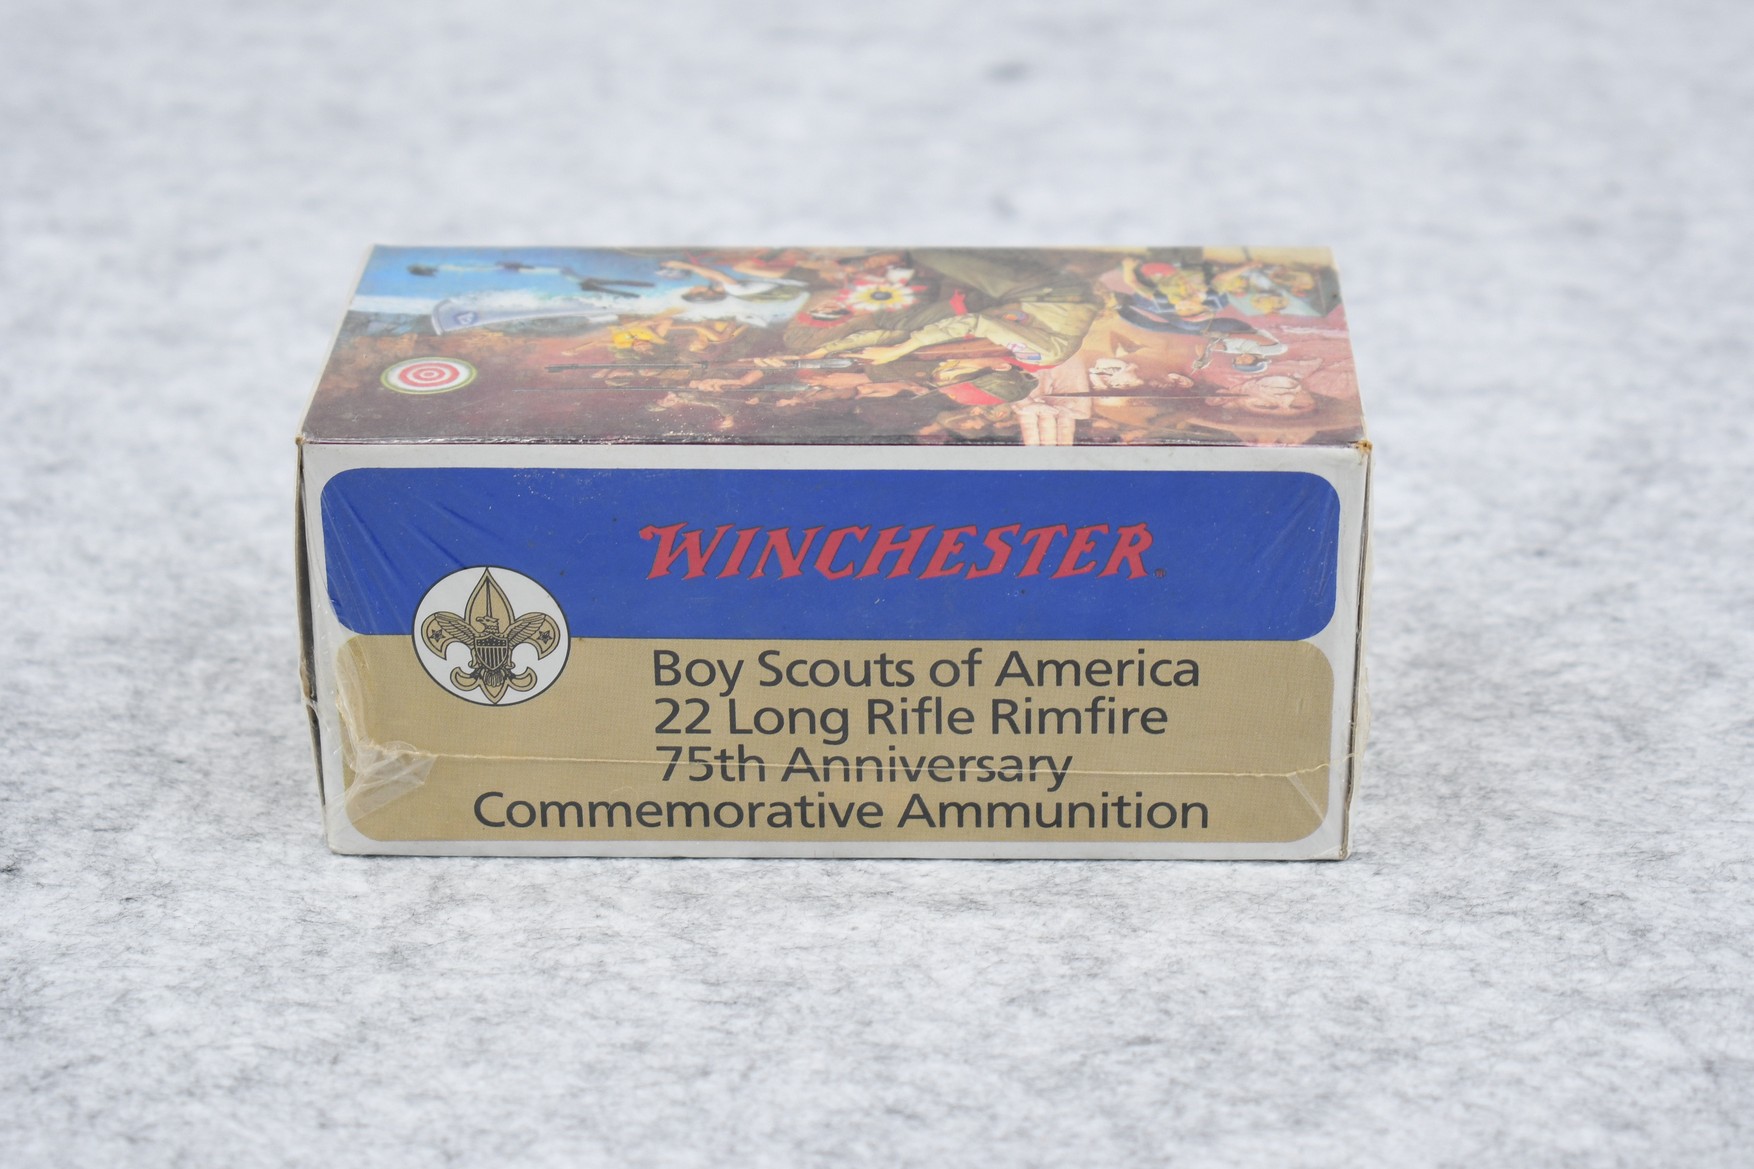 WINCHESTER
Boy Scouts of America
22 Long Rifle Rimfire
75th Anniversary
Commemorative Ammunition